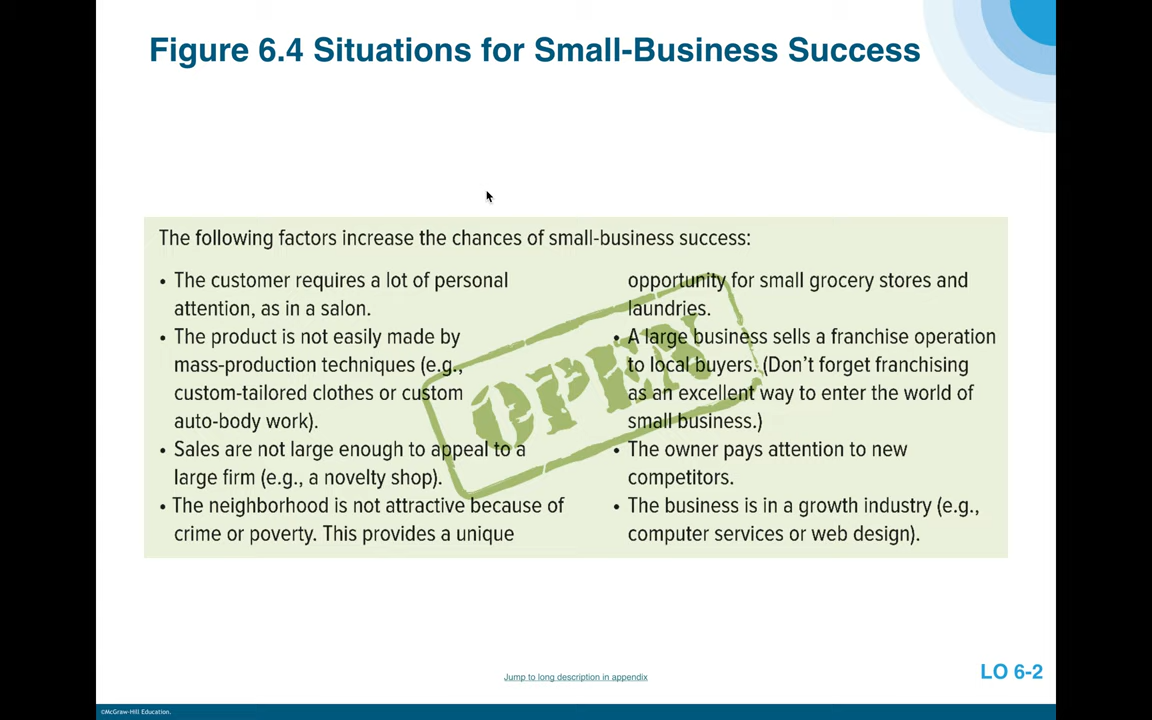 Figure 6.4 Situations for Small-Business Success
The following factors increase the chances of small-business success:
• The customer requires a lot of personal
attention, as in a salon.
• The product is not easily made by
mass-production techniques (e.g.,
custom-tailored clothes or custom
auto-body work).
• Sales are not large enough to appeal to a
large firm (e.g., a novelty shop).
• The neighborhood is not attractive because of
crime or poverty. This provides a unique
opportunity for small grocery stores and
laundries.
• A large business sells a franchise operation
to local buyers. (Don't forget franchising
as an excellent way to enter the world of
small business.)
• The owner pays attention to new
competitors.
• The business is in a growth industry (e.g.,
computer services or web design).
OPEN
Jump to long description in appendix
LO 6-2
©McGraw-Hill Education.